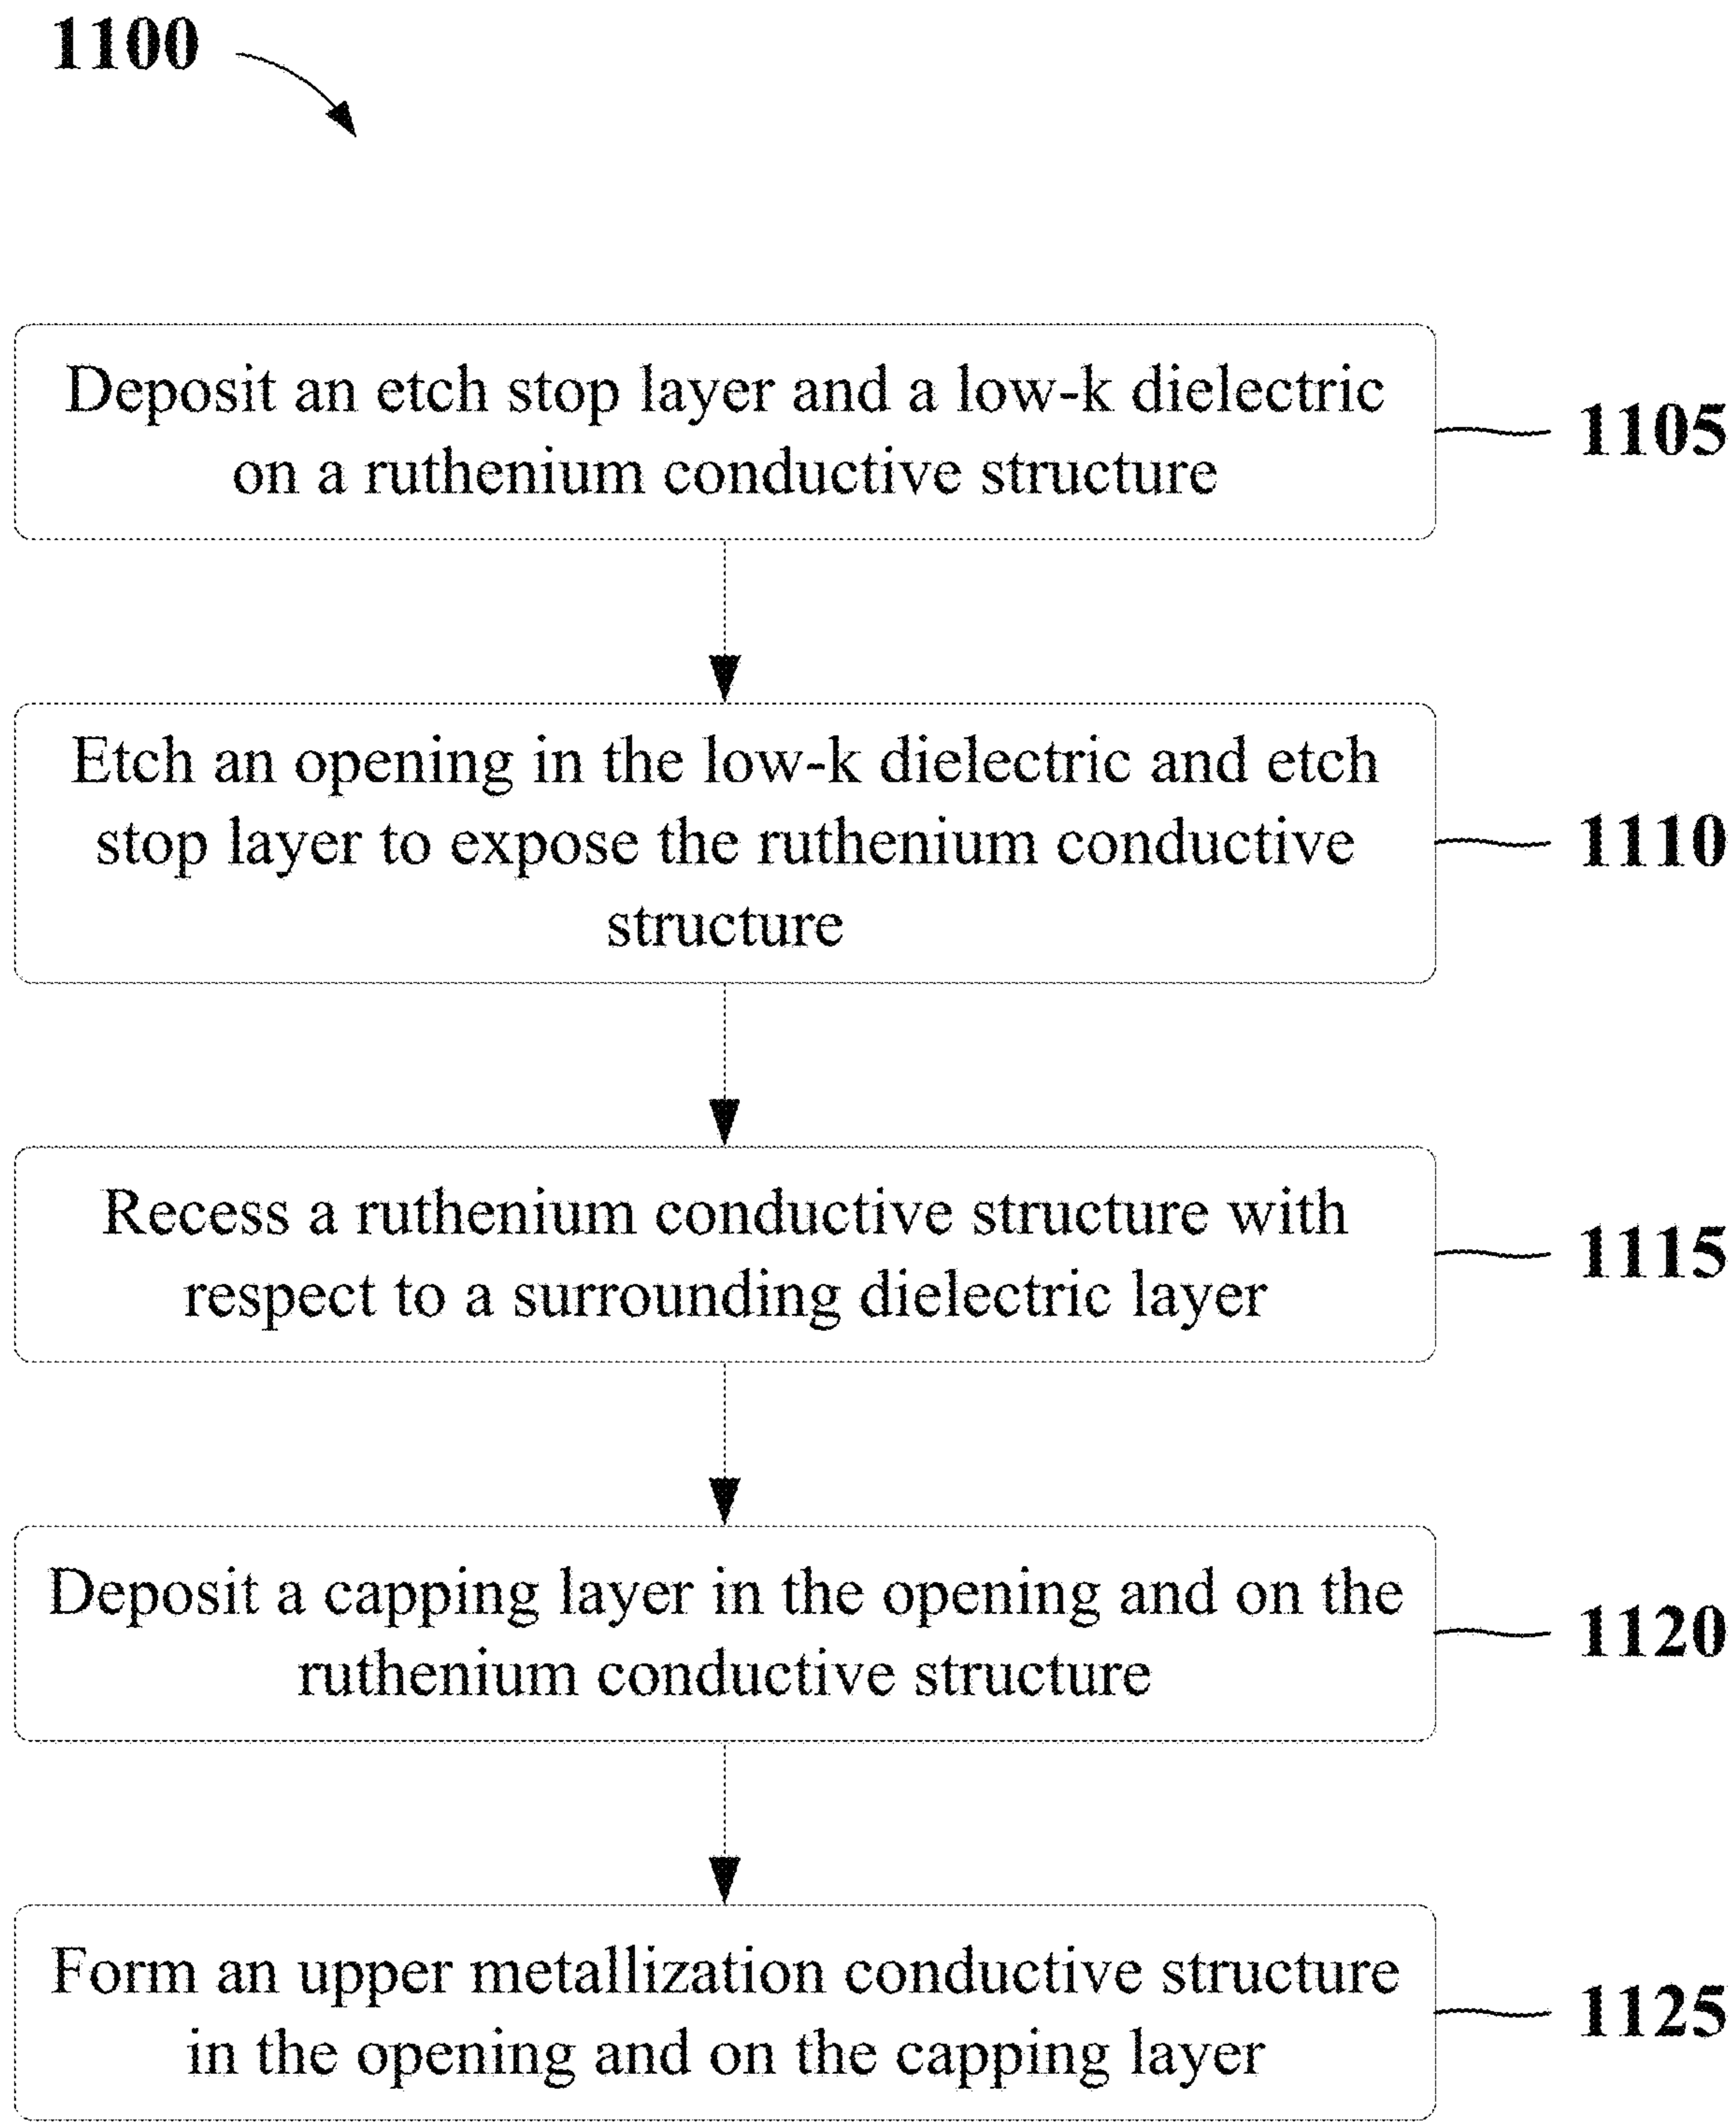 1100
Deposit an etch stop layer and a low-k dielectric
on a ruthenium conductive structure
1105
Etch an opening in the low-k dielectric and etch
stop layer to expose the ruthenium conductive
structure
1110
Recess a ruthenium conductive structure with
respect to a surrounding dielectric layer
1115
Deposit a capping layer in the opening and on the
ruthenium conductive structure
1120
Form an upper metallization conductive structure
in the opening and on the capping layer
1125